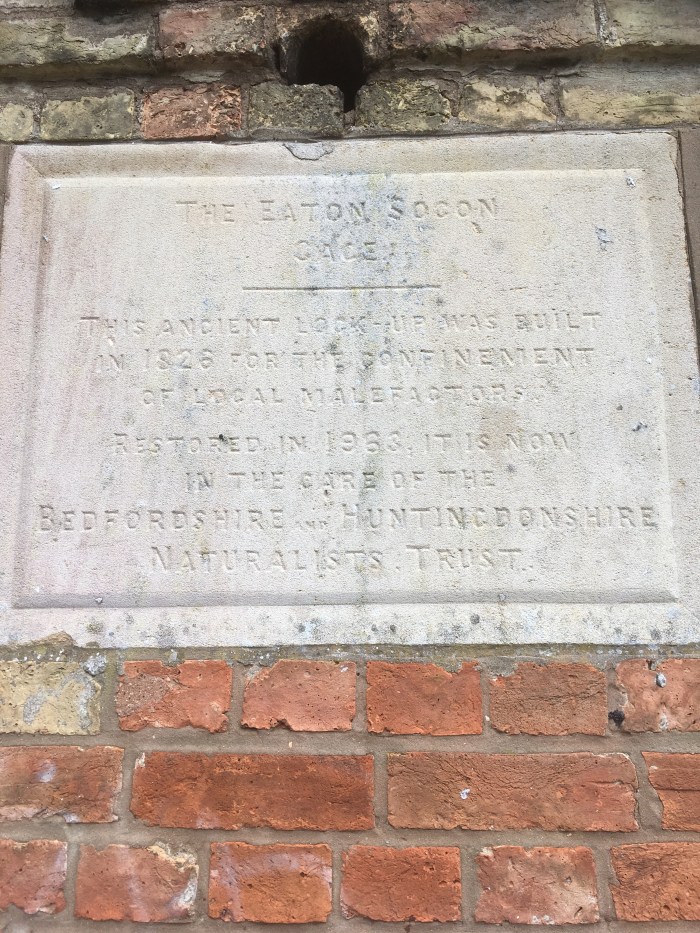 THE EATON SOCON
CAGE.
THIS ANCIENT LOCK-UP WAS BUILT
IN 1826 FOR THE CONFINEMENT
OF LOCAL MALEFACTORS.
RESTORED IN 1963, IT IS NOW
IN THE CARE OF THE
BEDFORDSHIRE AND HUNTINGDONSHIRE
NATURALISTS. TRUST.